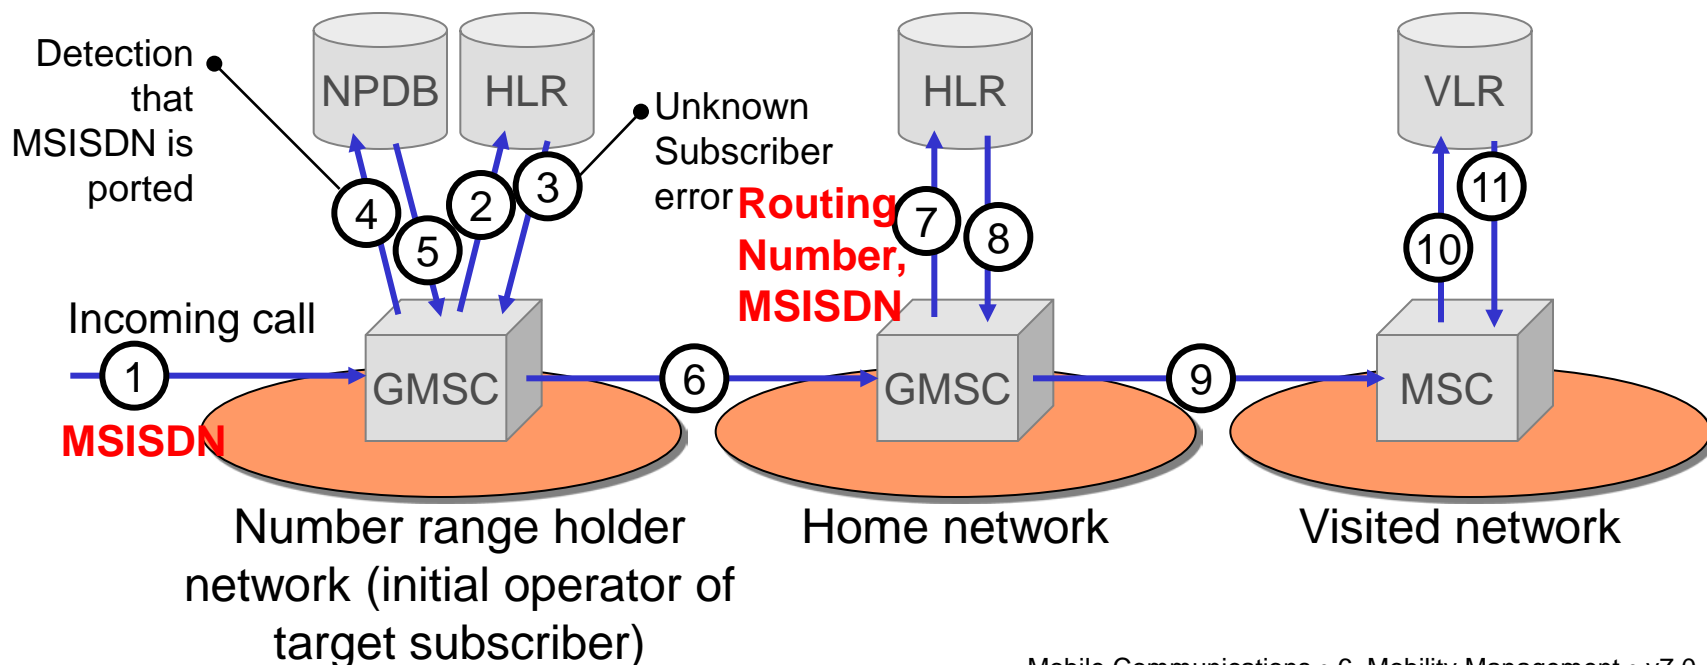 Detection
that
MSISDN is
ported
NPDB
HLR
Unknown
Subscriber
error
Routing
Number,
MSISDN
HLR
VLR
4
5
2
3
7
8
10
11
Incoming call
1
MSISDN
GMSC
6
GMSC
9
MSC
Number range holder
network (initial operator of
target subscriber)
Home network
Visited network